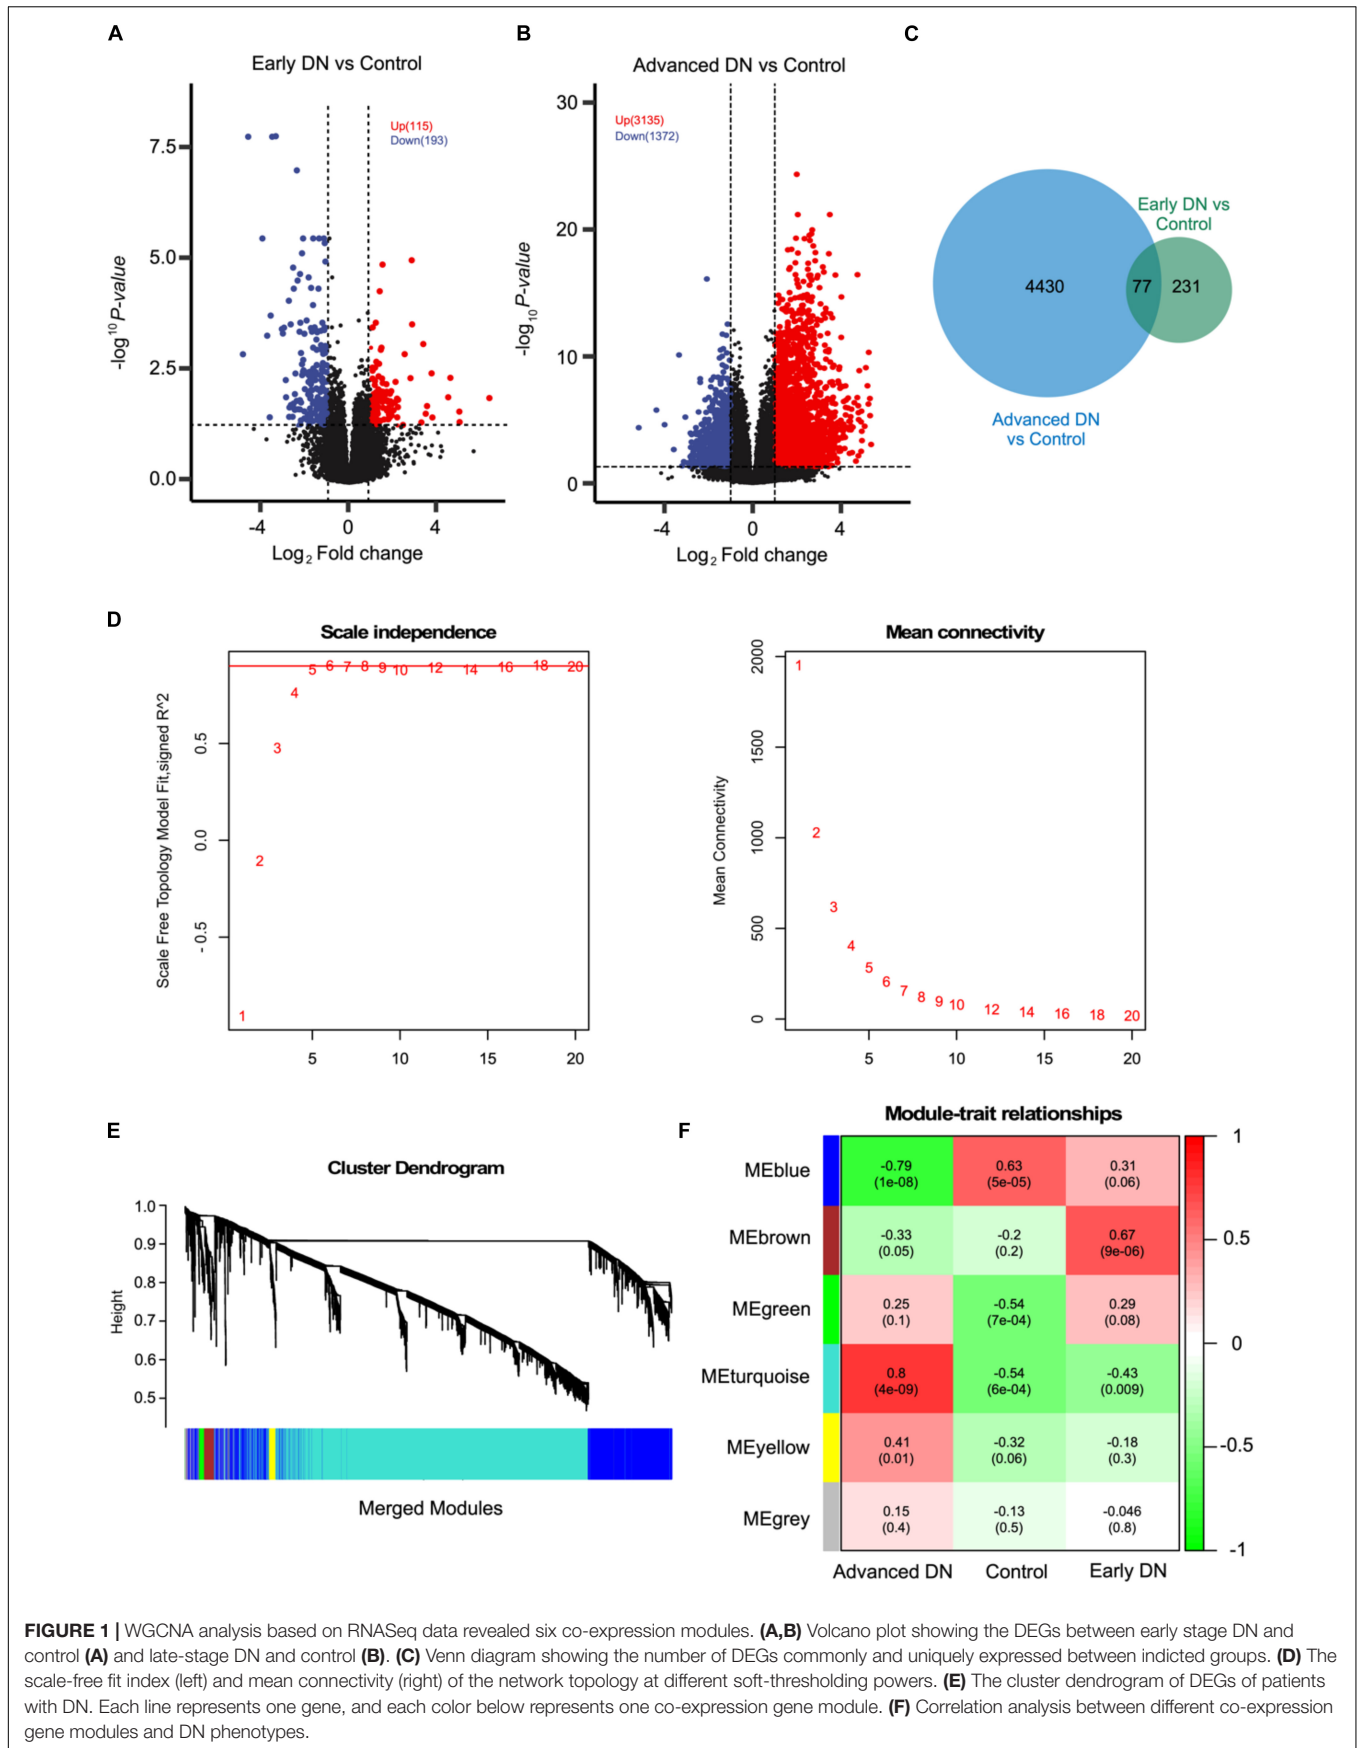 A
Early DN vs Control
Up(115)
Down(193)
7.5
5.0
2.5
0.0
-log10 P-value
-4 0 4
Log2 Fold change
B
Advanced DN vs Control
Up(3135)
Down(1372)
30
20
10
0
-log10 P-value
-4 0 4
Log2 Fold change
C
Early DN vs
Control
4430 77 231
Advanced DN
vs Control
D
Scale independence
Scale Free Topology Model Fit,signed R^2
0.5
0.0
-0.5
1 2 3 4 5 6 7 8 9 10 12 14 16 18 20
5 10 15 20
Mean connectivity
Mean Connectivity
2000
1500
1000
500
0
1 2 3 4 5 6 7 8 9 10 12 14 16 18 20
5 10 15 20
E
Cluster Dendrogram
Height
1.0
0.9
0.8
0.7
0.6
0.5
Merged Modules
F
Module-trait relationships
MEblue -0.79 0.63 0.31
(1e-08) (5e-05) (0.06)
MEbrown -0.33 -0.2 0.67
(0.05) (0.2) (9e-06)
MEgreen 0.25 -0.54 0.29
(0.1) (7e-04) (0.08)
MEturquoise 0.8 -0.54 -0.43
(4e-09) (6e-04) (0.009)
MEyellow 0.41 -0.32 -0.18
(0.01) (0.06) (0.3)
MEgrey 0.15 -0.13 -0.046
(0.4) (0.5) (0.8)
Advanced DN Control Early DN
1
0.5
0
-0.5
-1
FIGURE 1 | WGCNA analysis based on RNASeq data revealed six co-expression modules. (A,B) Volcano plot showing the DEGs between early stage DN and
control (A) and late-stage DN and control (B). (C) Venn diagram showing the number of DEGs commonly and uniquely expressed between indicted groups. (D) The
scale-free fit index (left) and mean connectivity (right) of the network topology at different soft-thresholding powers. (E) The cluster dendrogram of DEGs of patients
with DN. Each line represents one gene, and each color below represents one co-expression gene module. (F) Correlation analysis between different co-expression
gene modules and DN phenotypes.